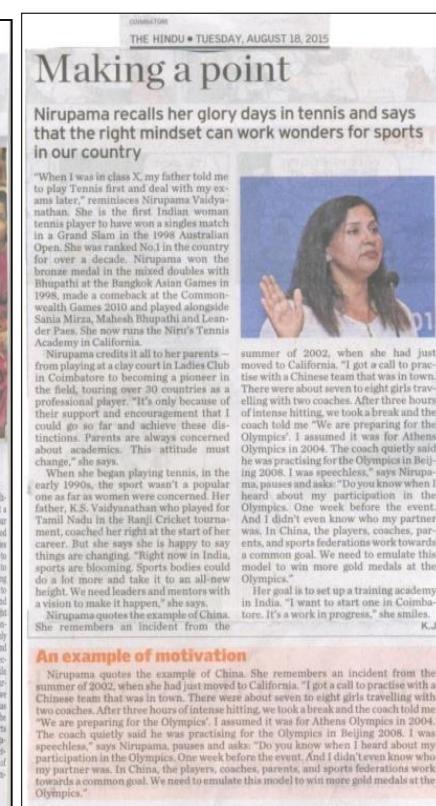 COIMBATORE
THE HINDU • TUESDAY, AUGUST 18, 2015
Making a point
Nirupama recalls her glory days in tennis and says
that the right mindset can work wonders for sports
in our country
"When I was in class X, my father told me
to play Tennis first and deal with my ex-
ams later," reminisces Nirupama Vaidya-
nathan. She is the first Indian woman
tennis player to have won a singles match
in a Grand Slam in the 1998 Australian
Open. She was ranked No.1 in the country
for over a decade. Nirupama won the
bronze medal in the mixed doubles with
Bhupathi at the Bangkok Asian Games in
1998, made a comeback at the Common-
wealth Games 2010 and played alongside
Sania Mirza, Mahesh Bhupathi and Lean-
der Paes. She now runs the Niru's Tennis
Academy in California.
Nirupama credits it all to her parents —
from playing at a clay court in Ladies Club
in Coimbatore to becoming a pioneer in
the field, touring over 30 countries as a
professional player. "It's only because of
their support and encouragement that I
could go so far and achieve these dis-
tinctions. Parents are always concerned
about academics. This attitude must
change," she says.
When she began playing tennis, in the
early 1990s, the sport wasn't a popular
one as far as women were concerned. Her
father, K.S. Vaidyanathan who played for
Tamil Nadu in the Ranji Cricket tourna-
ment, coached her right at the start of her
career. But she says she is happy to say
things are changing. "Right now in India,
sports are blooming. Sports bodies could
do a lot more and take it to an all-new
height. We need leaders and mentors with
a vision to make it happen," she says.
Nirupama quotes the example of China.
She remembers an incident from the
summer of 2002, when she had just
moved to California. "I got a call to prac-
tise with a Chinese team that was in town.
There were about seven to eight girls trav-
elling with two coaches. After three hours
of intense hitting, we took a break and the
coach told me "We are preparing for the
Olympics'. I assumed it was for Athens
Olympics in 2004. The coach quietly said
he was practising for the Olympics in Beij-
ing 2008. I was speechless," says Nirupa-
ma, pauses and asks: "Do you know when I
heard about my participation in the
Olympics. One week before the event.
And I didn't even know who my partner
was. In China, the players, coaches, par-
ents, and sports federations work towards
a common goal. We need to emulate this
model to win more gold medals at the
Olympics."
Her goal is to set up a training academy
in India. "I want to start one in Coimba-
tore. It's a work in progress," she smiles.
K.J
An example of motivation
Nirupama quotes the example of China. She remembers an incident from the
summer of 2002, when she had just moved to California. "I got a call to practise with a
Chinese team that was in town. There were about seven to eight girls travelling with
two coaches. After three hours of intense hitting, we took a break and the coach told me
"We are preparing for the Olympics'. I assumed it was for Athens Olympics in 2004.
The coach quietly said he was practising for the Olympics in Beijing 2008. I was
speechless," says Nirupama, pauses and asks: "Do you know when I heard about my
participation in the Olympics. One week before the event. And I didn't even know who
my partner was. In China, the players, coaches, parents, and sports federations work
towards a common goal. We need to emulate this model to win more gold medals at the
Olympics."